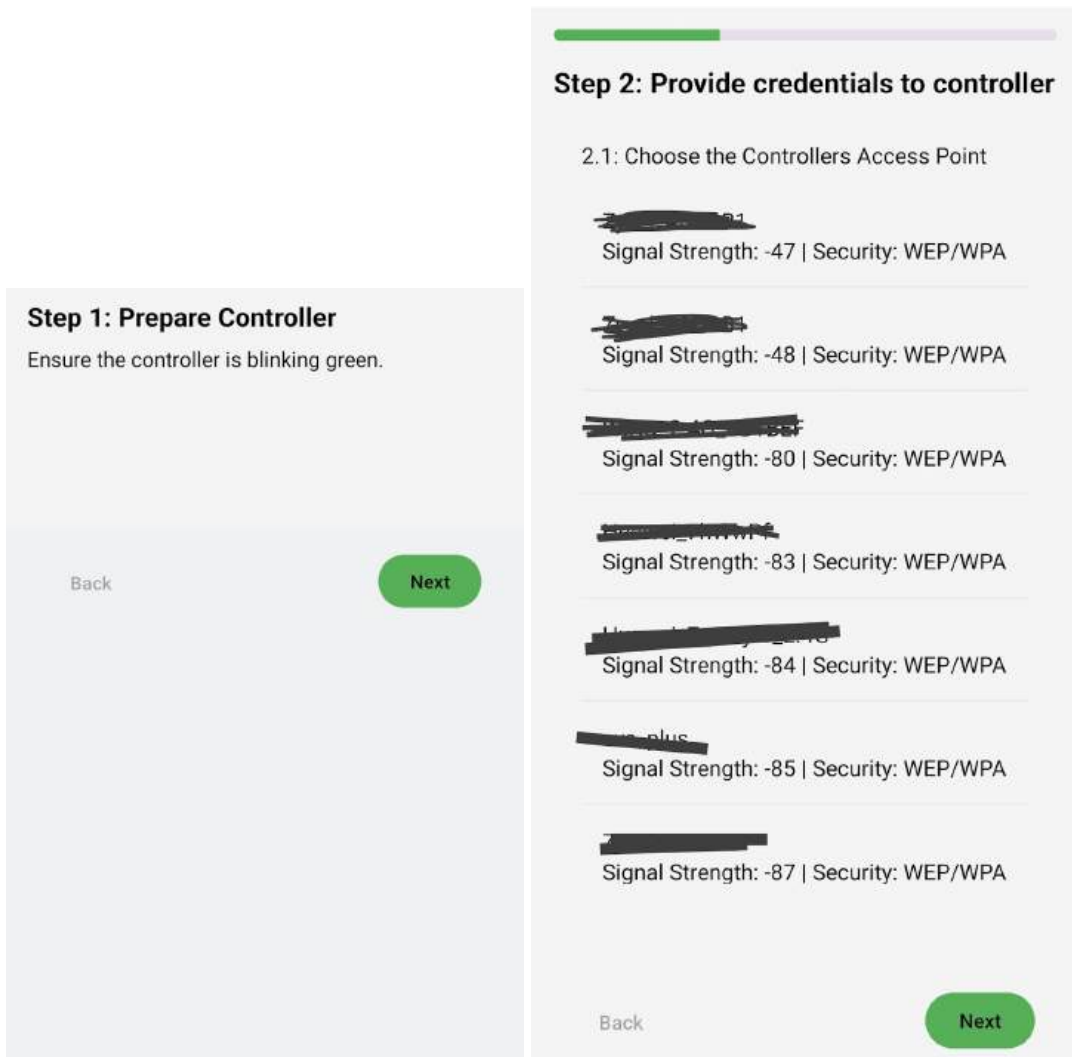 Step 1: Prepare Controller
Ensure the controller is blinking green.
Back
Next
Step 2: Provide credentials to controller
2.1: Choose the Controllers Access Point
Signal Strength: -47 | Security: WEP/WPA
Signal Strength: -48 | Security: WEP/WPA
Signal Strength: -80 | Security: WEP/WPA
Signal Strength: -83 | Security: WEP/WPA
Signal Strength: -84 | Security: WEP/WPA
Signal Strength: -85 | Security: WEP/WPA
Signal Strength: -87 | Security: WEP/WPA
Back
Next